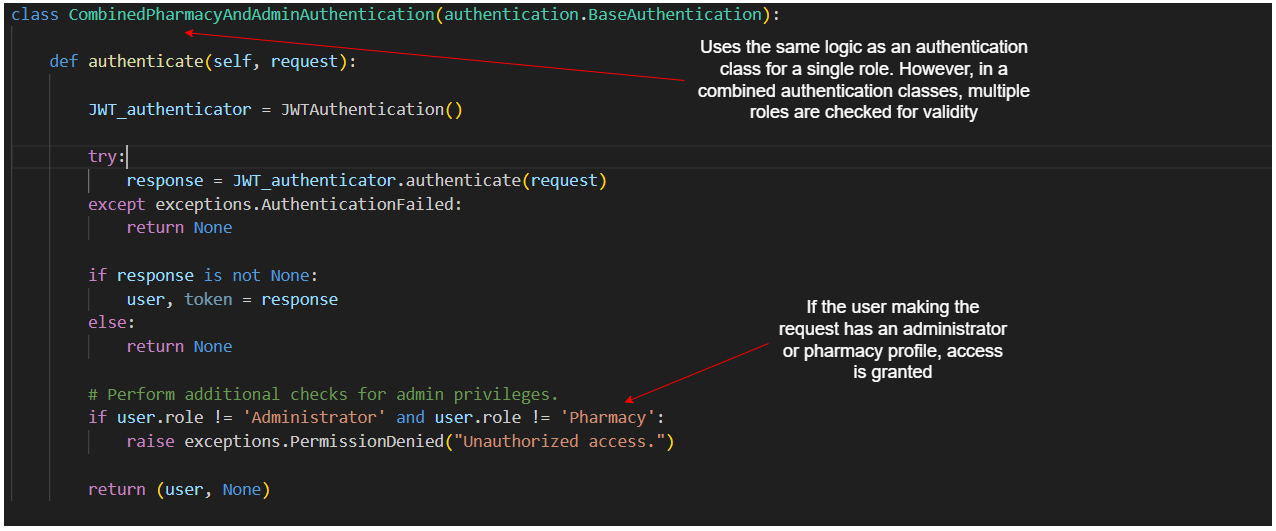 class CombinedPharmacyAndAdminAuthentication(authentication.BaseAuthentication):
Uses the same logic as an authentication
class for a single role. However, in a
combined authentication classes, multiple
roles are checked for validity
def authenticate(self, request):
JWT_authenticator = JWTAuthentication()
try:
response = JWT_authenticator.authenticate(request)
except exceptions.AuthenticationFailed:
return None
if response is not None:
user, token = response
else:
return None
If the user making the
request has an administrator
or pharmacy profile, access
is granted
# Perform additional checks for admin privileges.
if user.role != 'Administrator' and user.role != 'Pharmacy':
raise exceptions.PermissionDenied("Unauthorized access.")
return (user, None)